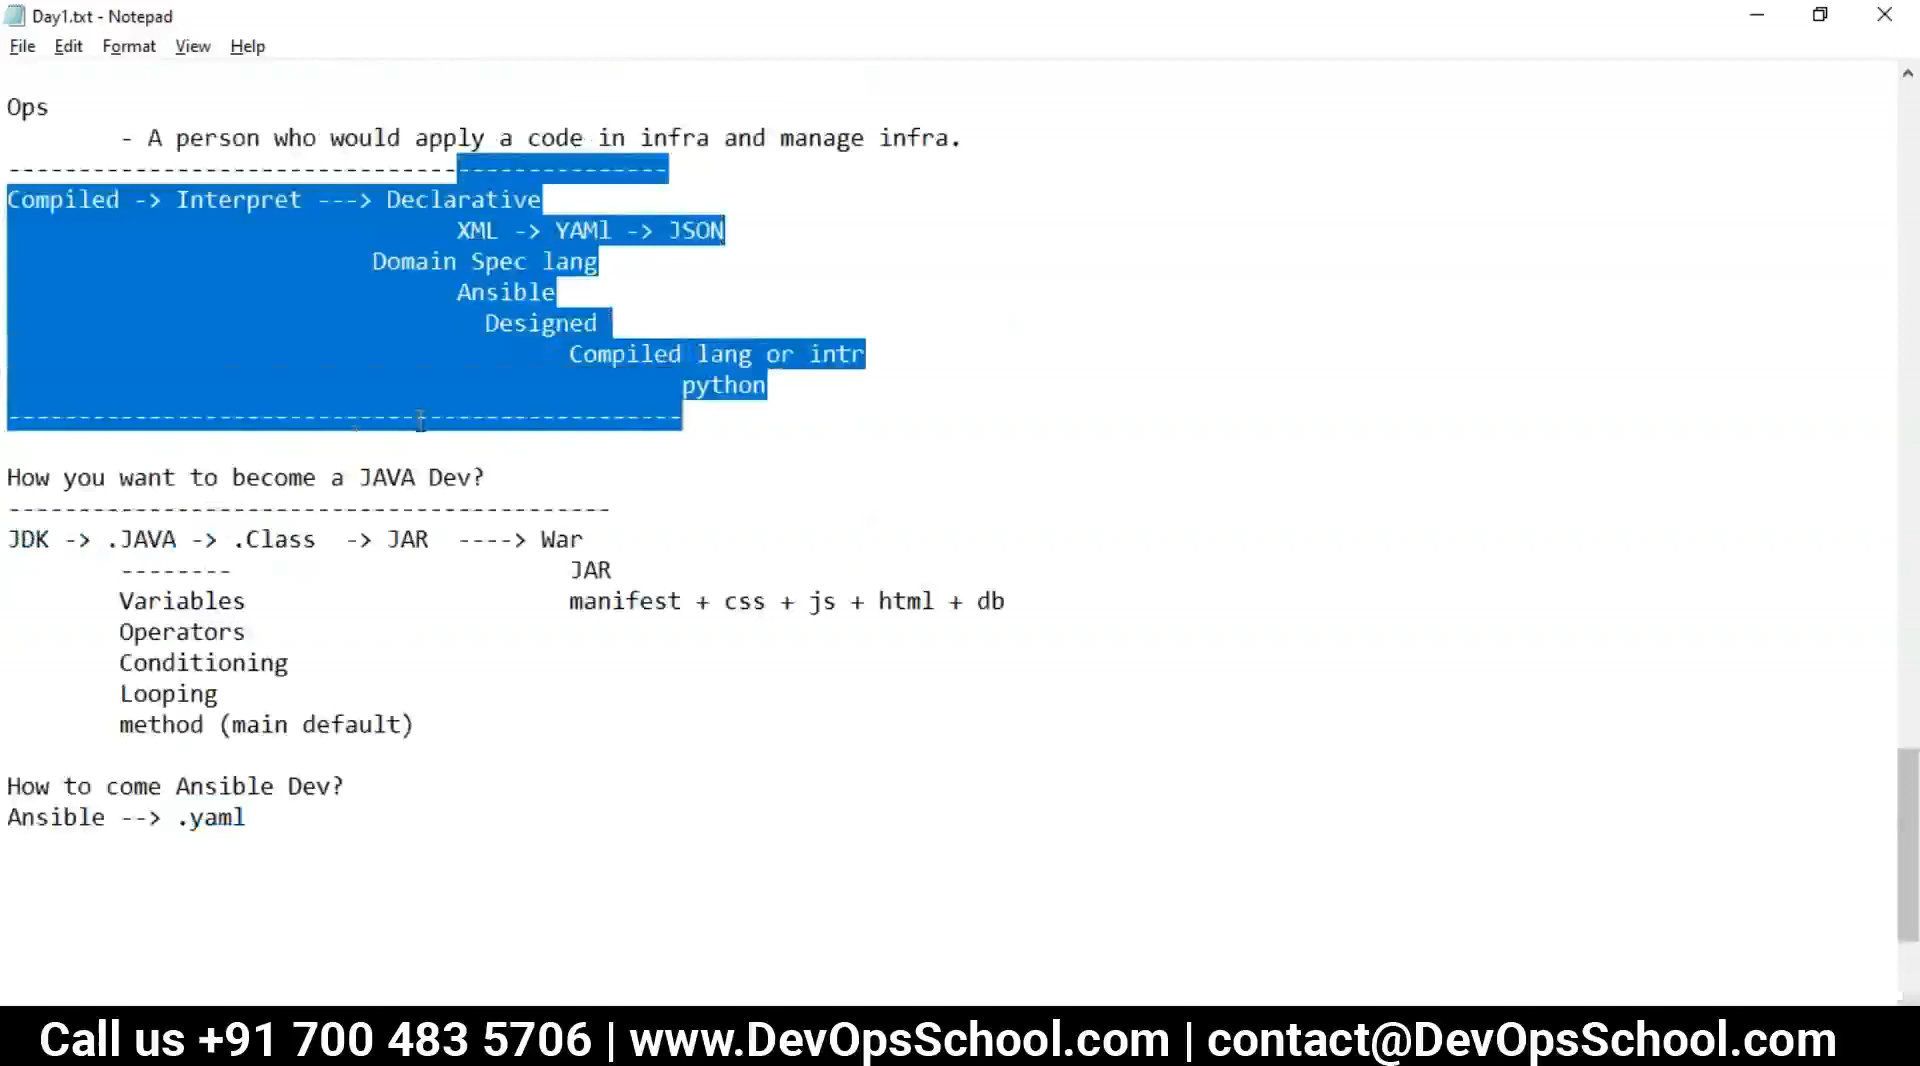 Day1.txt - Notepad
File Edit Format View Help
Ops
- A person who would apply a code in infra and manage infra.
-----------------------------------------------
Compiled -> Interpret ---> Declarative
XML -> YAMl -> JSON
Domain Spec lang
Ansible
Designed
Compiled lang or intr
python
------------------------------------------------
How you want to become a JAVA Dev?
-------------------------------------------
JDK -> .JAVA -> .Class -> JAR ----> War
-------- JAR
Variables manifest + css + js + html + db
Operators
Conditioning
Looping
method (main default)
How to come Ansible Dev?
Ansible --> .yaml
Call us +91 700 483 5706 | www.DevOpsSchool.com | contact@DevOpsSchool.com